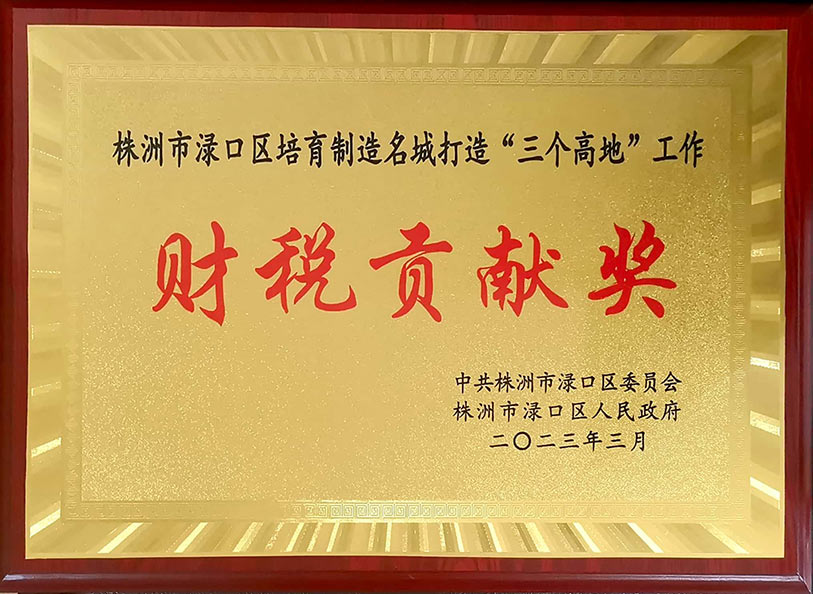 株洲市渌口区培育制造名城打造“三个高地”工作
财税贡献奖
中共株洲市渌口区委员会
株洲市渌口区人民政府
二〇二三年三月